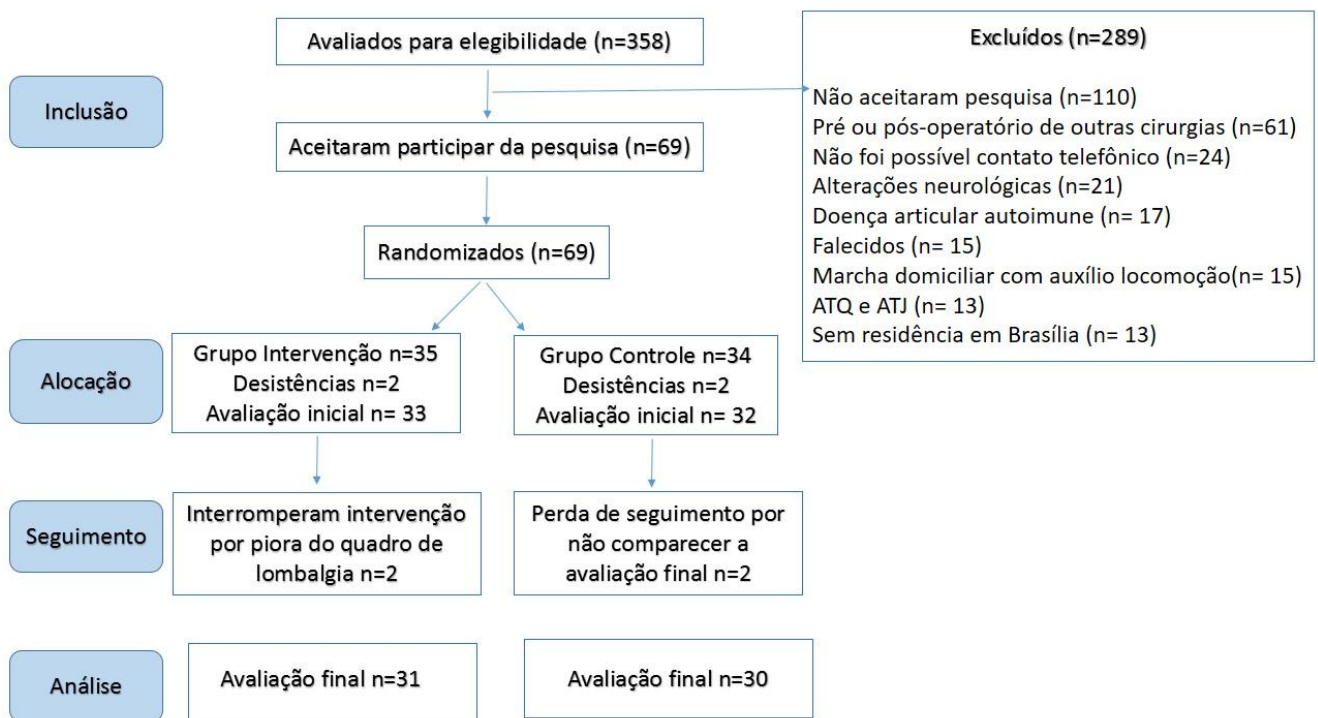 Avaliados para elegibilidade (n=358)
Excluídos (n=289)
Não aceitaram pesquisa (n=110)
Pré ou pós-operatório de outras cirurgias (n=61)
Não foi possível contato telefônico (n=24)
Alterações neurológicas (n=21)
Doença articular autoimune (n= 17)
Falecidos (n= 15)
Marcha domiciliar com auxílio locomoção(n= 15)
ATQ e ATJ (n= 13)
Sem residência em Brasília (n= 13)
Inclusão
Aceitaram participar da pesquisa (n=69)
Randomizados (n=69)
Alocação
Grupo Intervenção n=35
Desistências n=2
Avaliação inicial n= 33
Grupo Controle n=34
Desistências n=2
Avaliação inicial n= 32
Seguimento
Interromperam intervenção
por piora do quadro de
lombalgia n=2
Perda de seguimento por
não comparecer a
avaliação final n=2
Análise
Avaliação final n=31
Avaliação final n=30